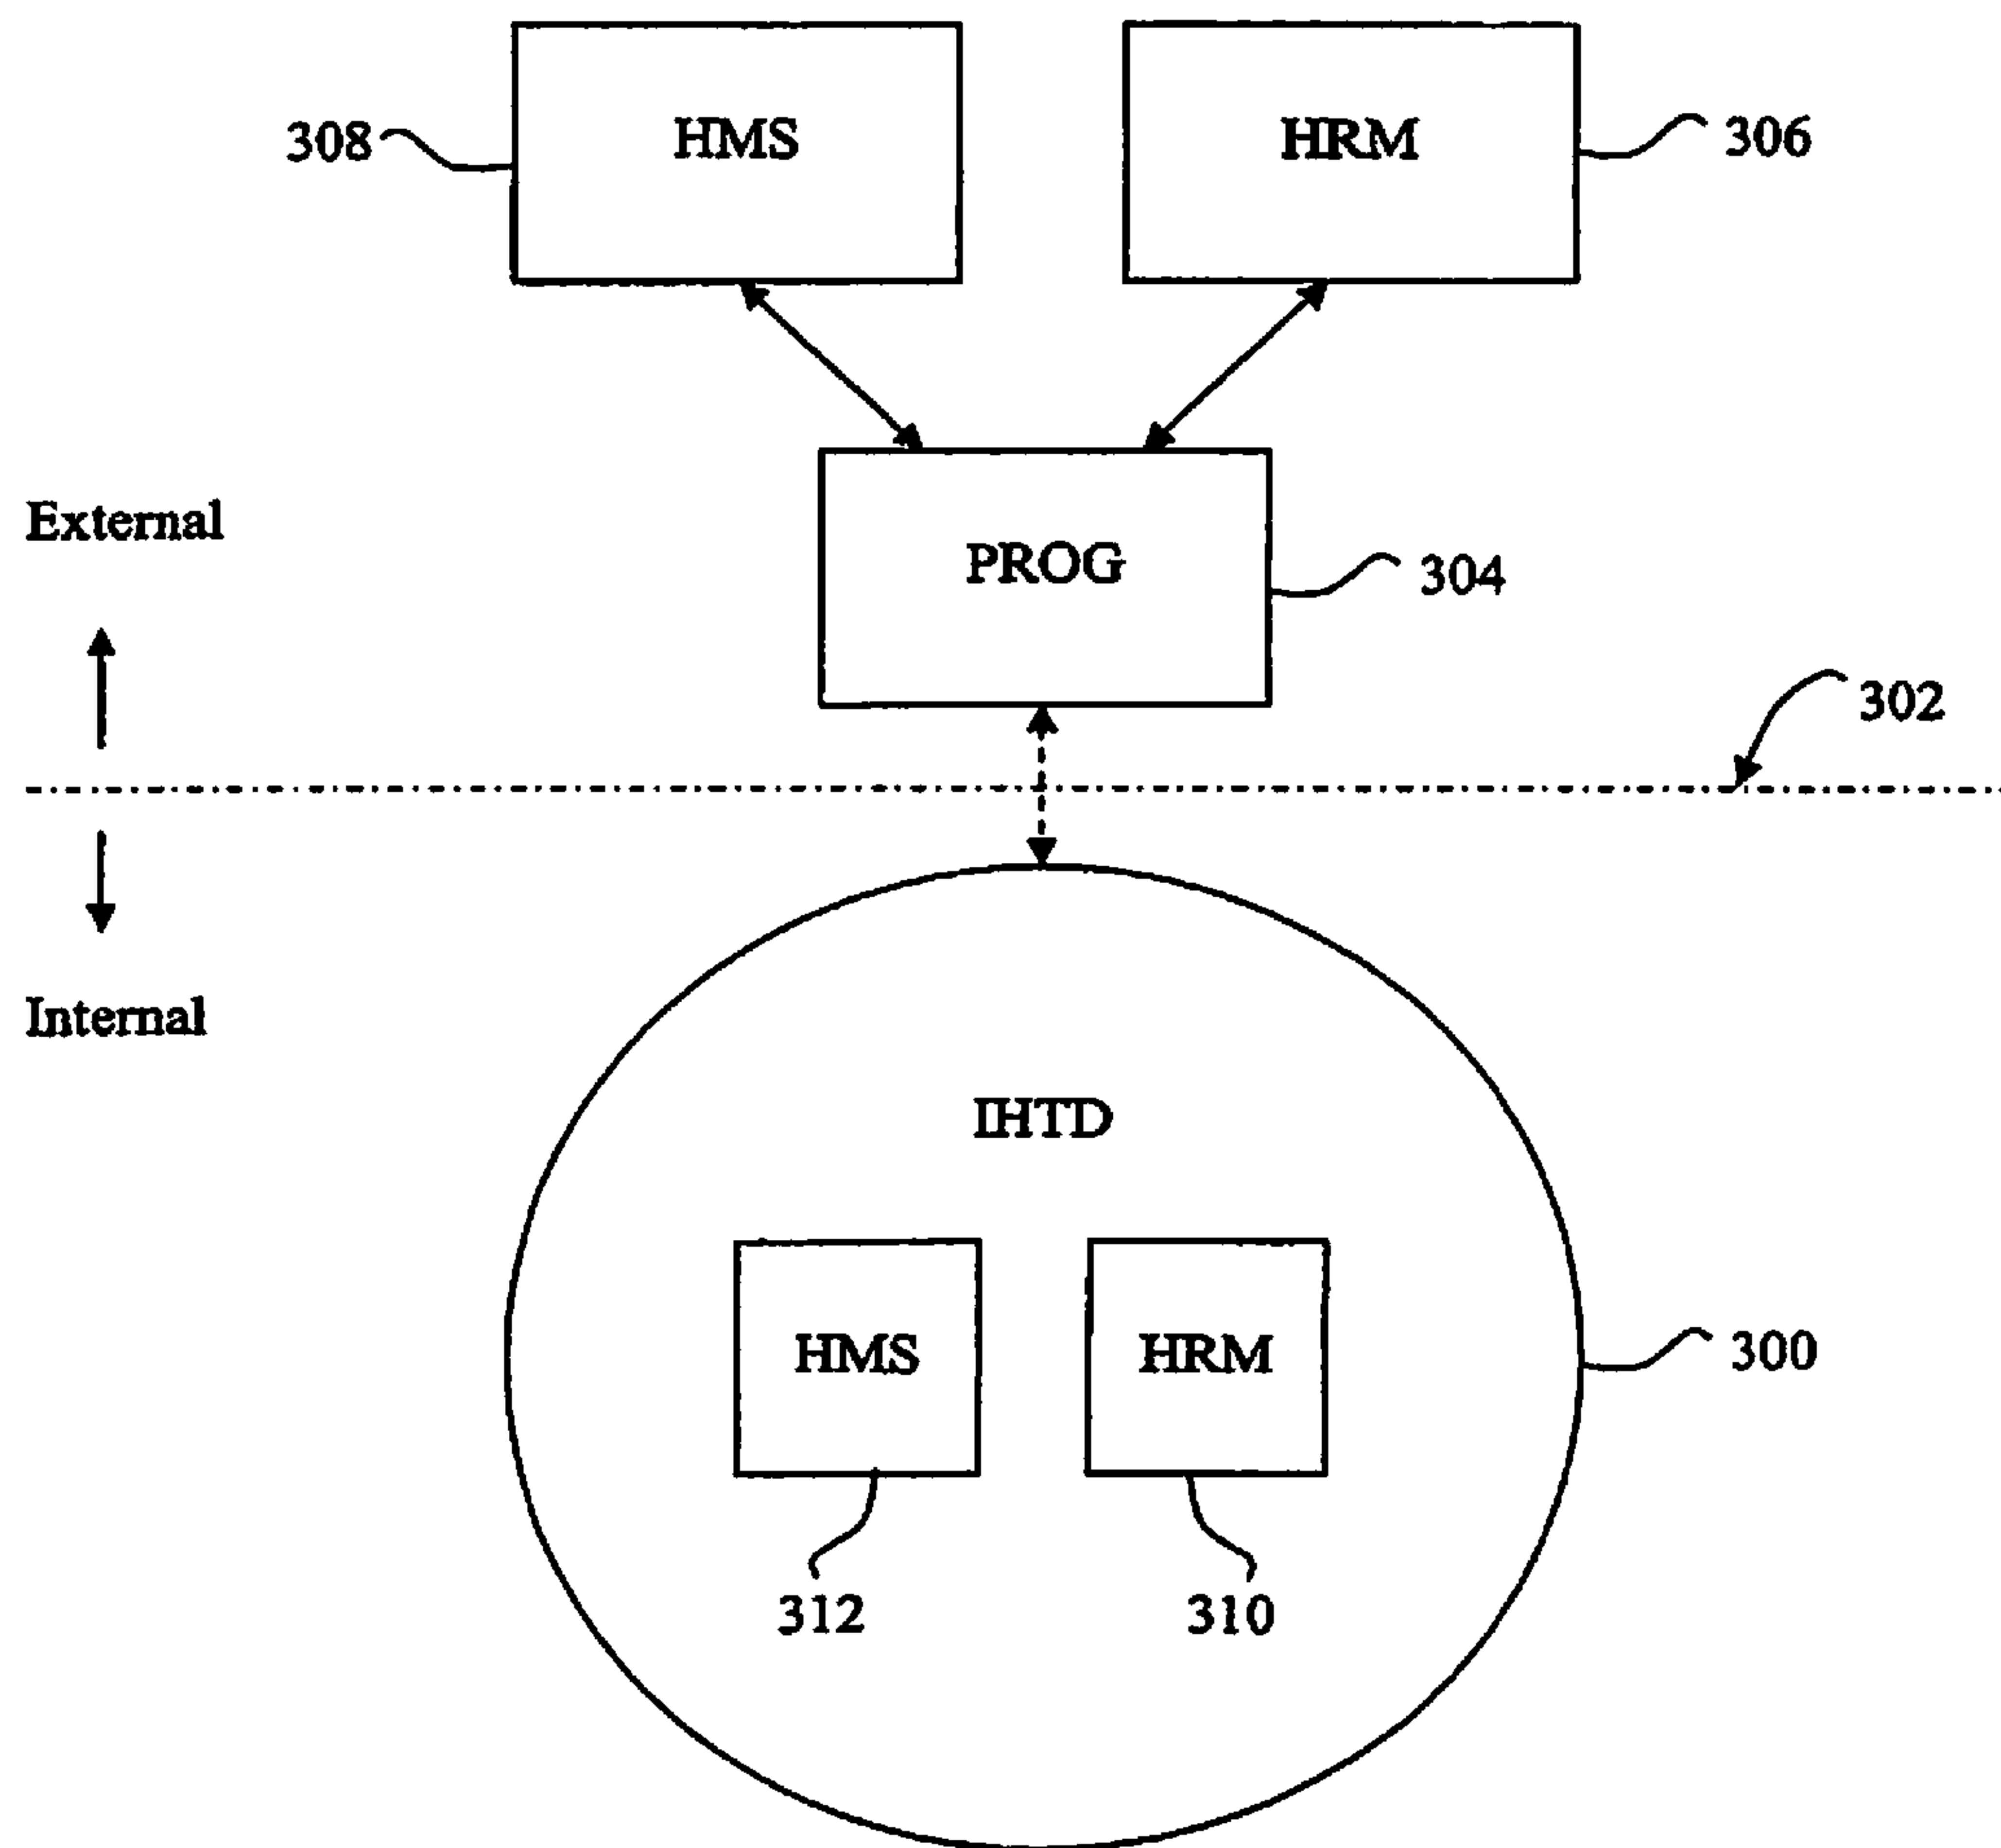 308
HMS
HRM
306
External
PROG
304
302
Internal
IHTD
HMS
HRM
300
312
310